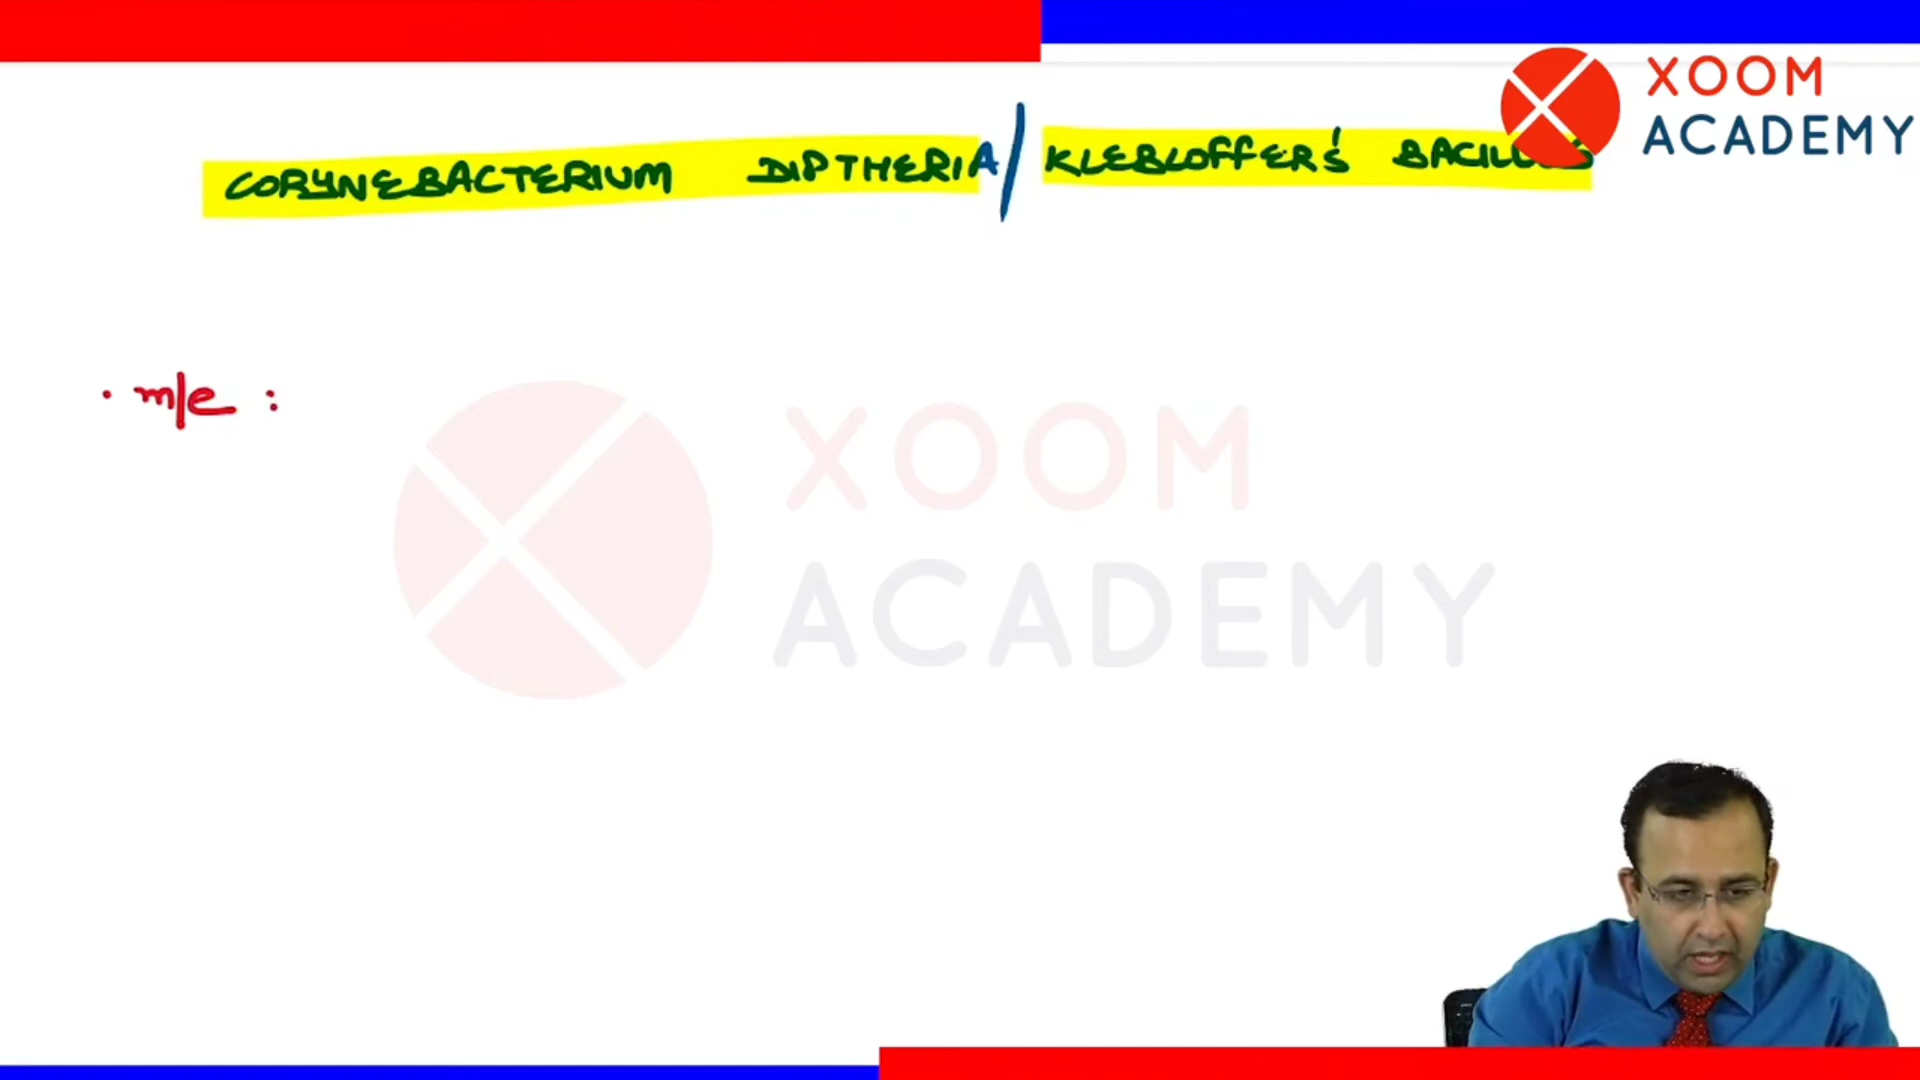 XOOM
ACADEMY
CORYNEBACTERIUM DIPTHERIA/ KLEBLOFFER'S BACILLUS
. m/e :
XOOM
ACADEMY